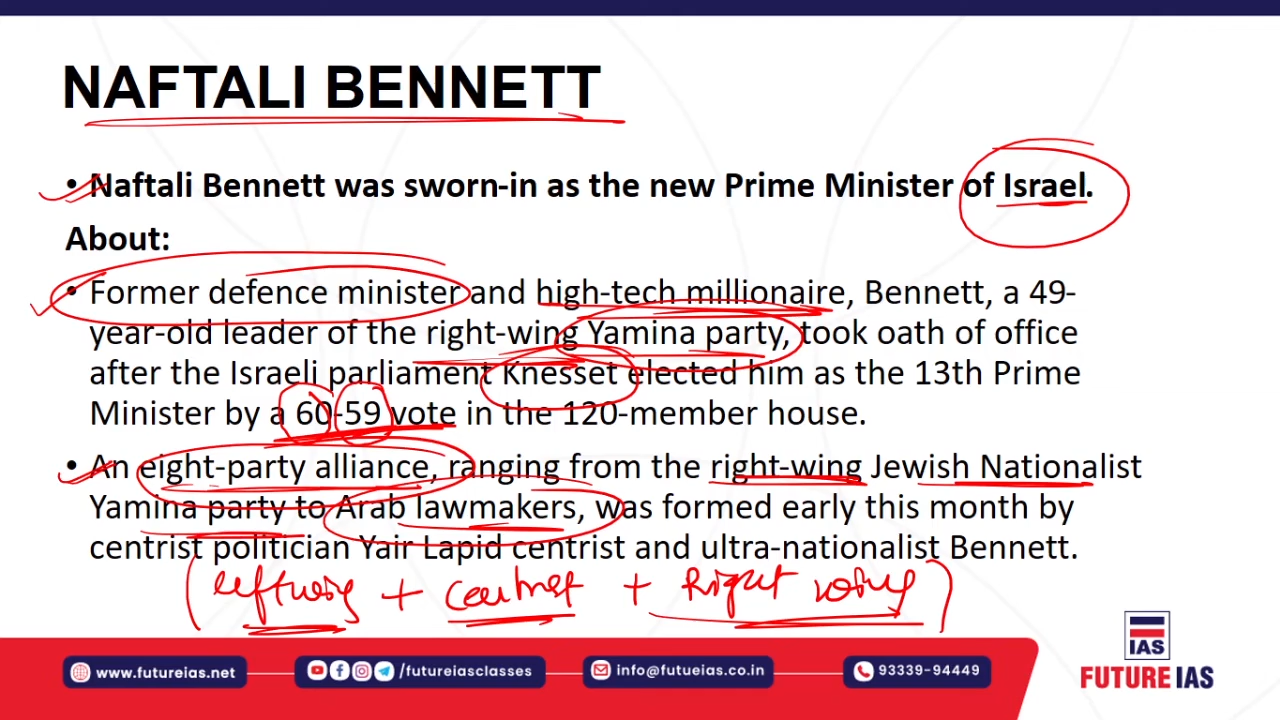 NAFTALI BENNETT
• Naftali Bennett was sworn-in as the new Prime Minister of Israel.
About:
• Former defence minister and high-tech millionaire, Bennett, a 49-
year-old leader of the right-wing Yamina party, took oath of office
after the Israeli parliament Knesset elected him as the 13th Prime
Minister by a 60-59 vote in the 120-member house.
• An eight-party alliance, ranging from the right-wing Jewish Nationalist
Yamina party to Arab lawmakers, was formed early this month by
centrist politician Yair Lapid centrist and ultra-nationalist Bennett.
(leftwing + centrist + Right wing)
IAS
www.futureias.net
/futureiasclasses
info@futueias.co.in
93339-94449
FUTURE IAS